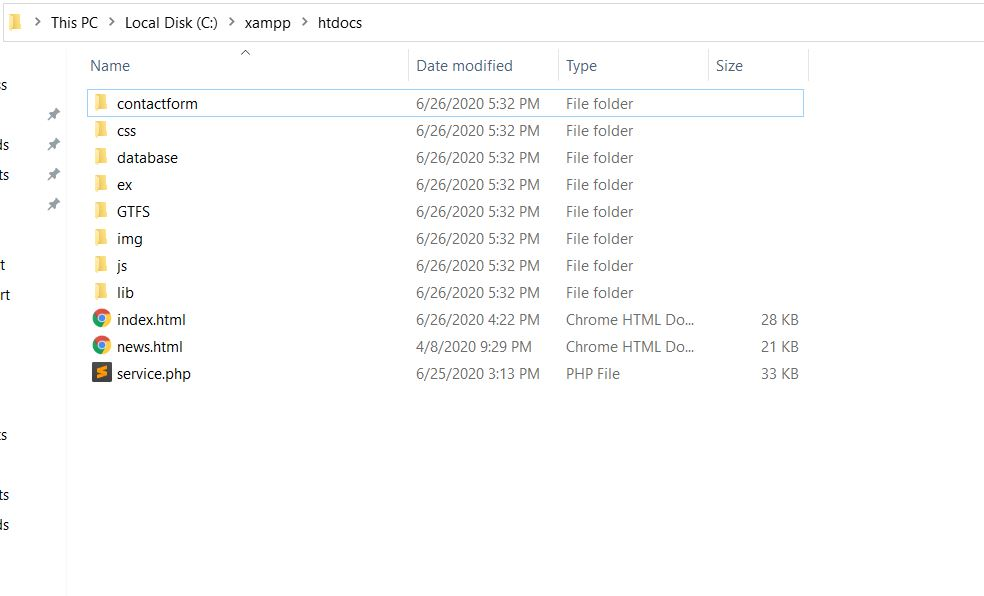 This PC > Local Disk (C:) > xampp > htdocs
Name Date modified Type Size
contactform 6/26/2020 5:32 PM File folder
css 6/26/2020 5:32 PM File folder
database 6/26/2020 5:32 PM File folder
ex 6/26/2020 5:32 PM File folder
GTFS 6/26/2020 5:32 PM File folder
img 6/26/2020 5:32 PM File folder
js 6/26/2020 5:32 PM File folder
lib 6/26/2020 5:32 PM File folder
index.html 6/26/2020 4:22 PM Chrome HTML Do... 28 KB
news.html 4/8/2020 9:29 PM Chrome HTML Do... 21 KB
service.php 6/25/2020 3:13 PM PHP File 33 KB